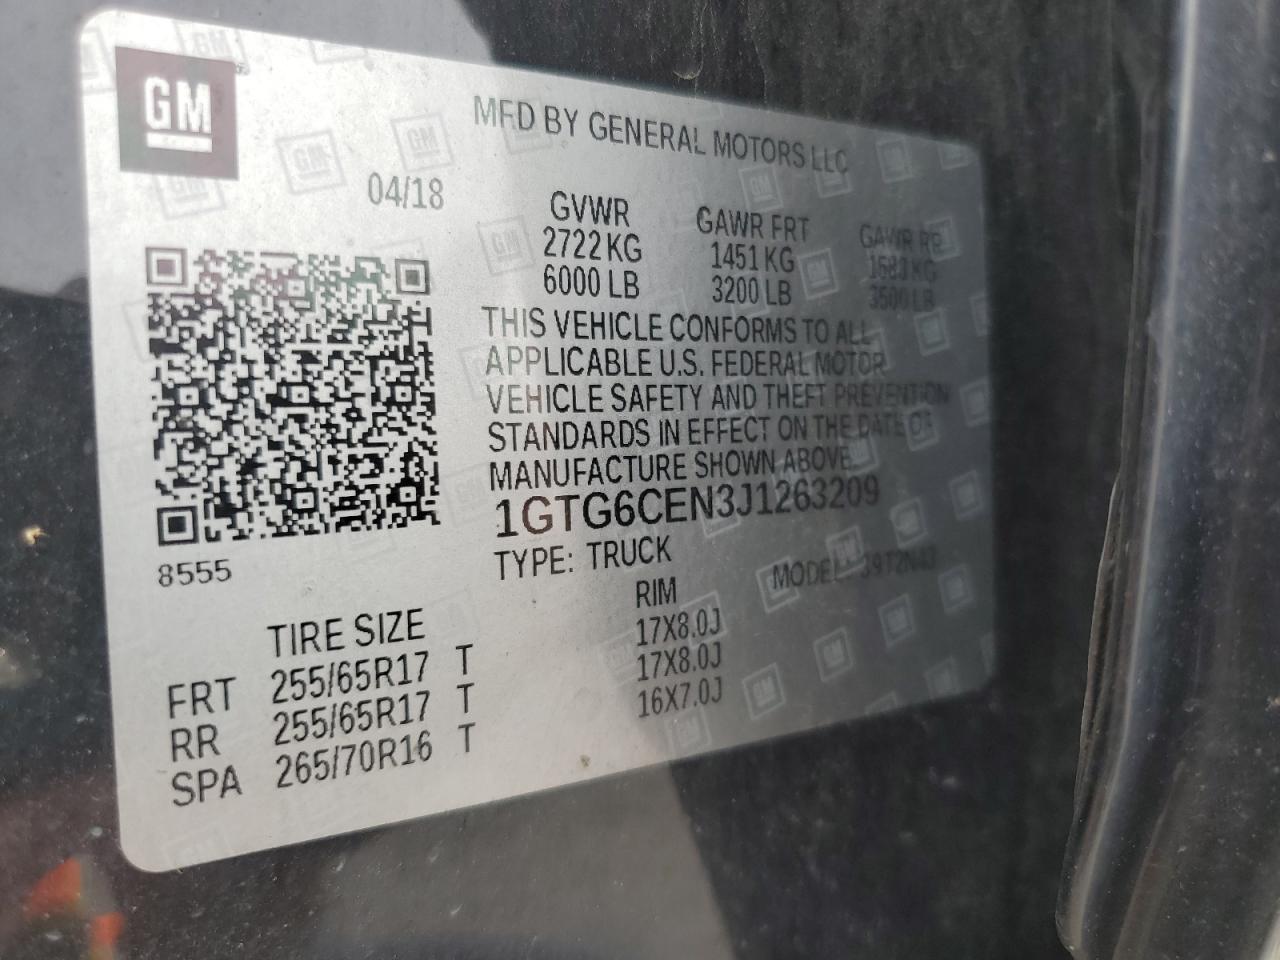 GM
MFD BY GENERAL MOTORS LLC
04/18
GVWR GAWR FRT GAWR RR
2722 KG 1451 KG
6000 LB 3200 LB 3500 LB
THIS VEHICLE CONFORMS TO ALL
APPLICABLE U.S. FEDERAL MOTOR
VEHICLE SAFETY AND THEFT PREVENTION
STANDARDS IN EFFECT ON THE DATE OF
MANUFACTURE SHOWN ABOVE.
1GTG6CEN3J1263209
TYPE: TRUCK MODEL:
8555
TIRE SIZE RIM
FRT 255/65R17 T 17X8.0J
RR 255/65R17 T 17X8.0J
SPA 265/70R16 T 16X7.0J